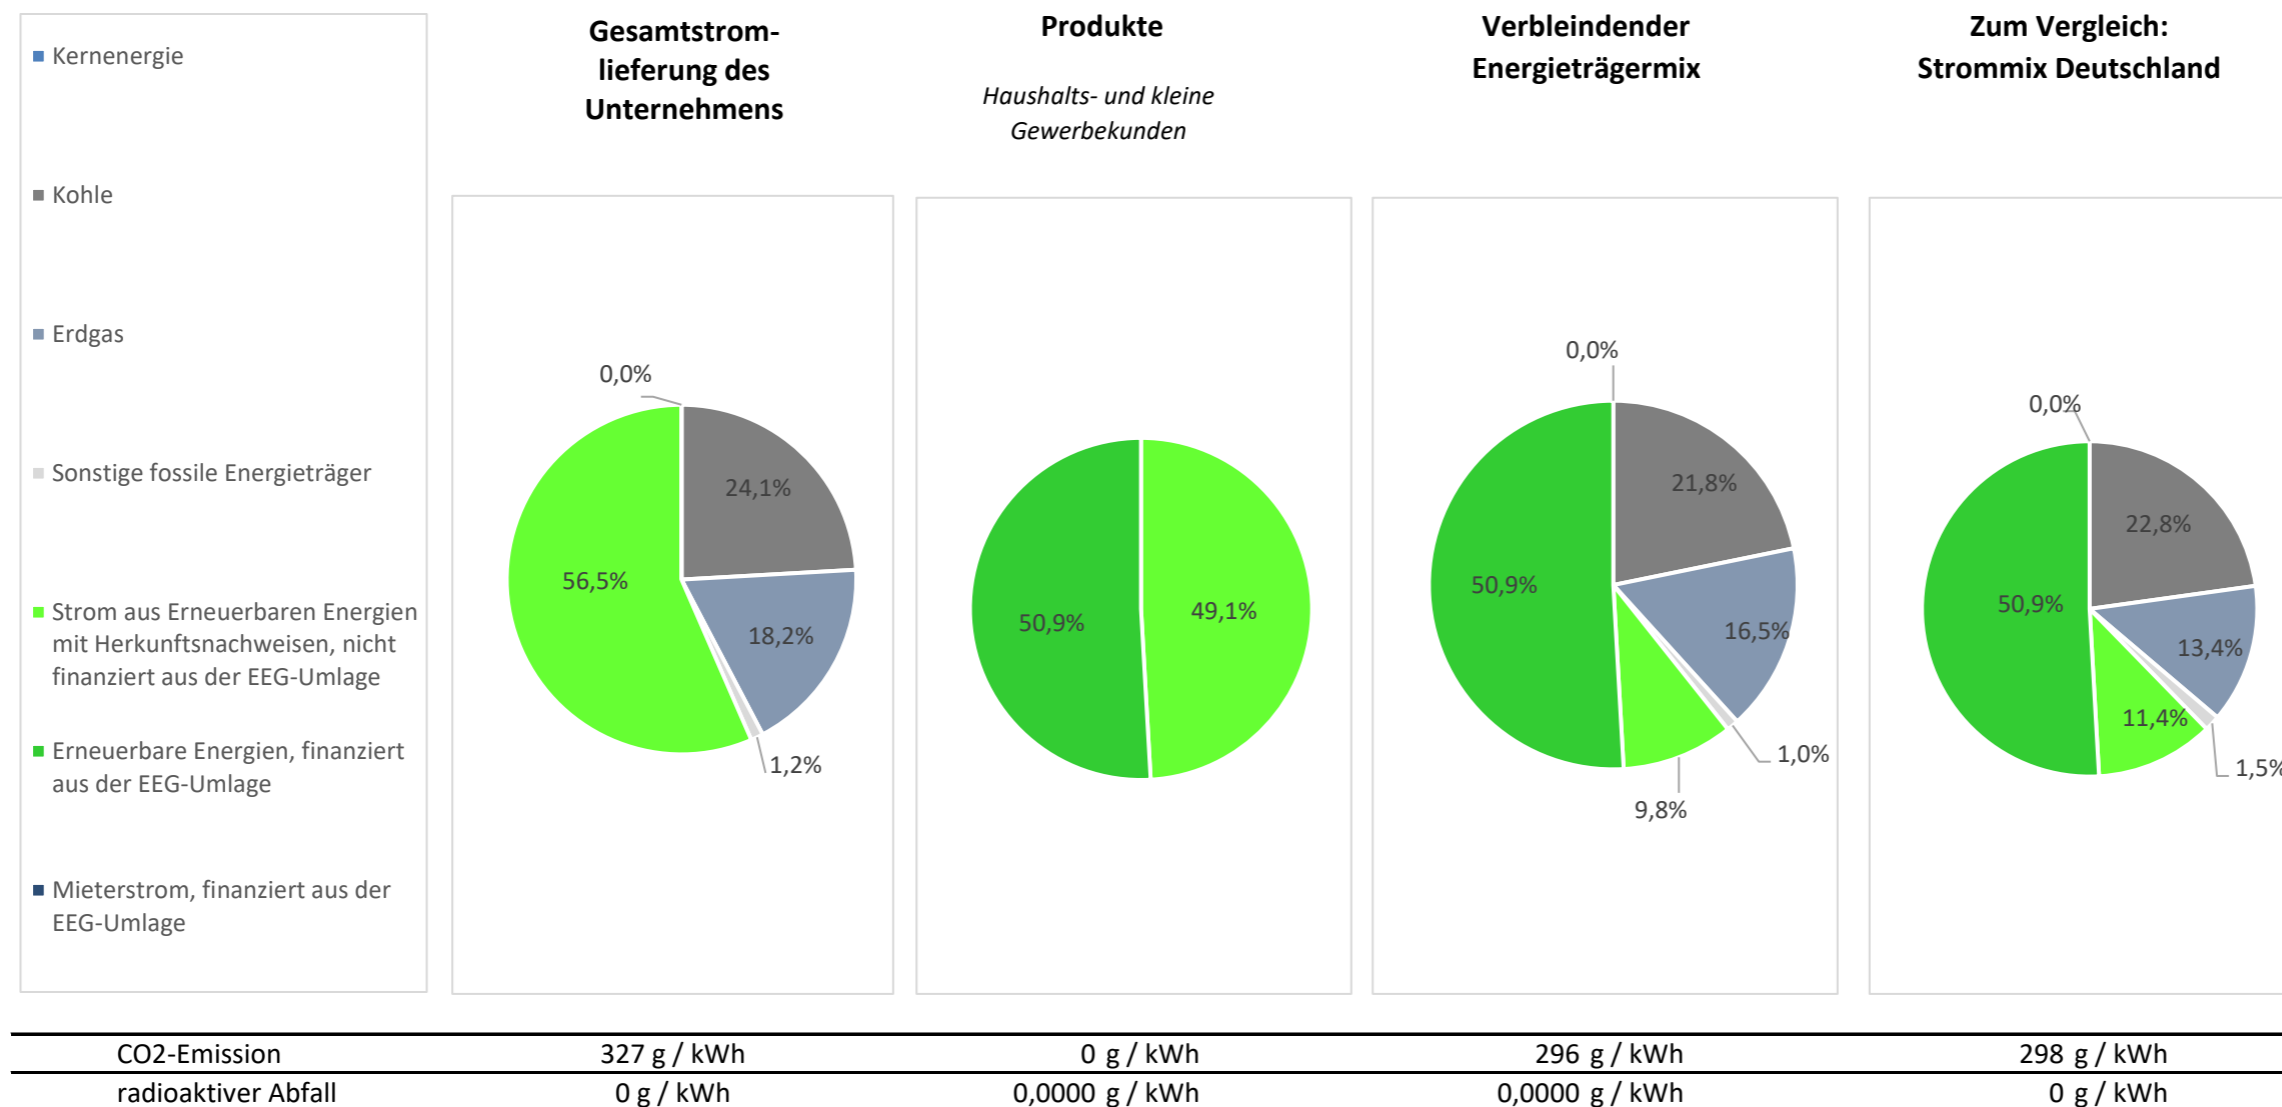 Kernenergie
Kohle
Erdgas
Sonstige fossile Energieträger
Strom aus Erneuerbaren Energien
mit Herkunftsnachweisen, nicht
finanziert aus der EEG-Umlage
Erneuerbare Energien, finanziert
aus der EEG-Umlage
Mieterstrom, finanziert aus der
EEG-Umlage
Gesamtstrom-
lieferung des
Unternehmens
0,0%
24,1%
56,5%
18,2%
1,2%
Produkte
Haushalts- und kleine
Gewerbekunden
50,9%
49,1%
Verbleindender
Energieträgermix
0,0%
21,8%
50,9%
16,5%
1,0%
9,8%
Zum Vergleich:
Strommix Deutschland
0,0%
22,8%
50,9%
13,4%
11,4%
1,5%
CO2-Emission 327 g / kWh 0 g / kWh 296 g / kWh 298 g / kWh
radioaktiver Abfall 0 g / kWh 0,0000 g / kWh 0,0000 g / kWh 0 g / kWh